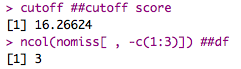 > cutoff ##cutoff score
[1] 16.26624
> ncol(nomiss[ , -c(1:3)]) ##df
[1] 3